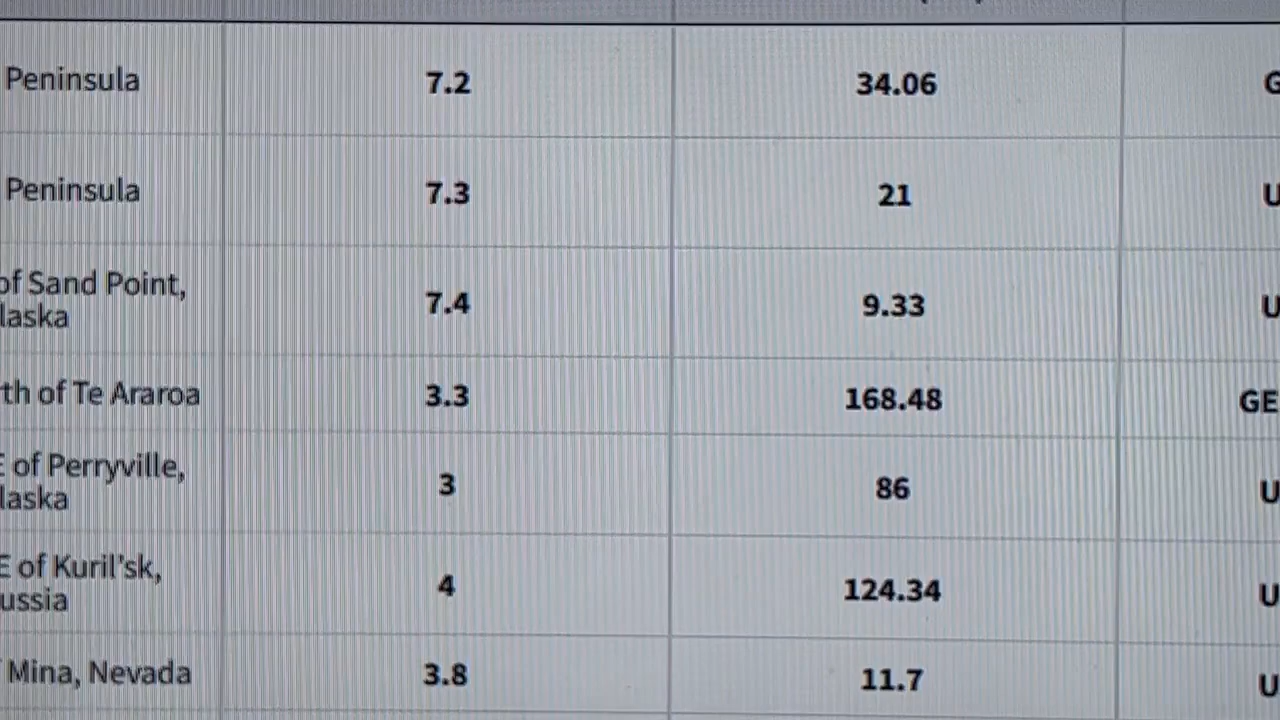 Peninsula 7.2 34.06 G
Peninsula 7.3 21 U
of Sand Point,
laska 7.4 9.33 U
th of Te Araroa 3.3 168.48 GE
E of Perryville,
laska 3 86 U
E of Kuril'sk,
ussia 4 124.34 U
Mina, Nevada 3.8 11.7 U